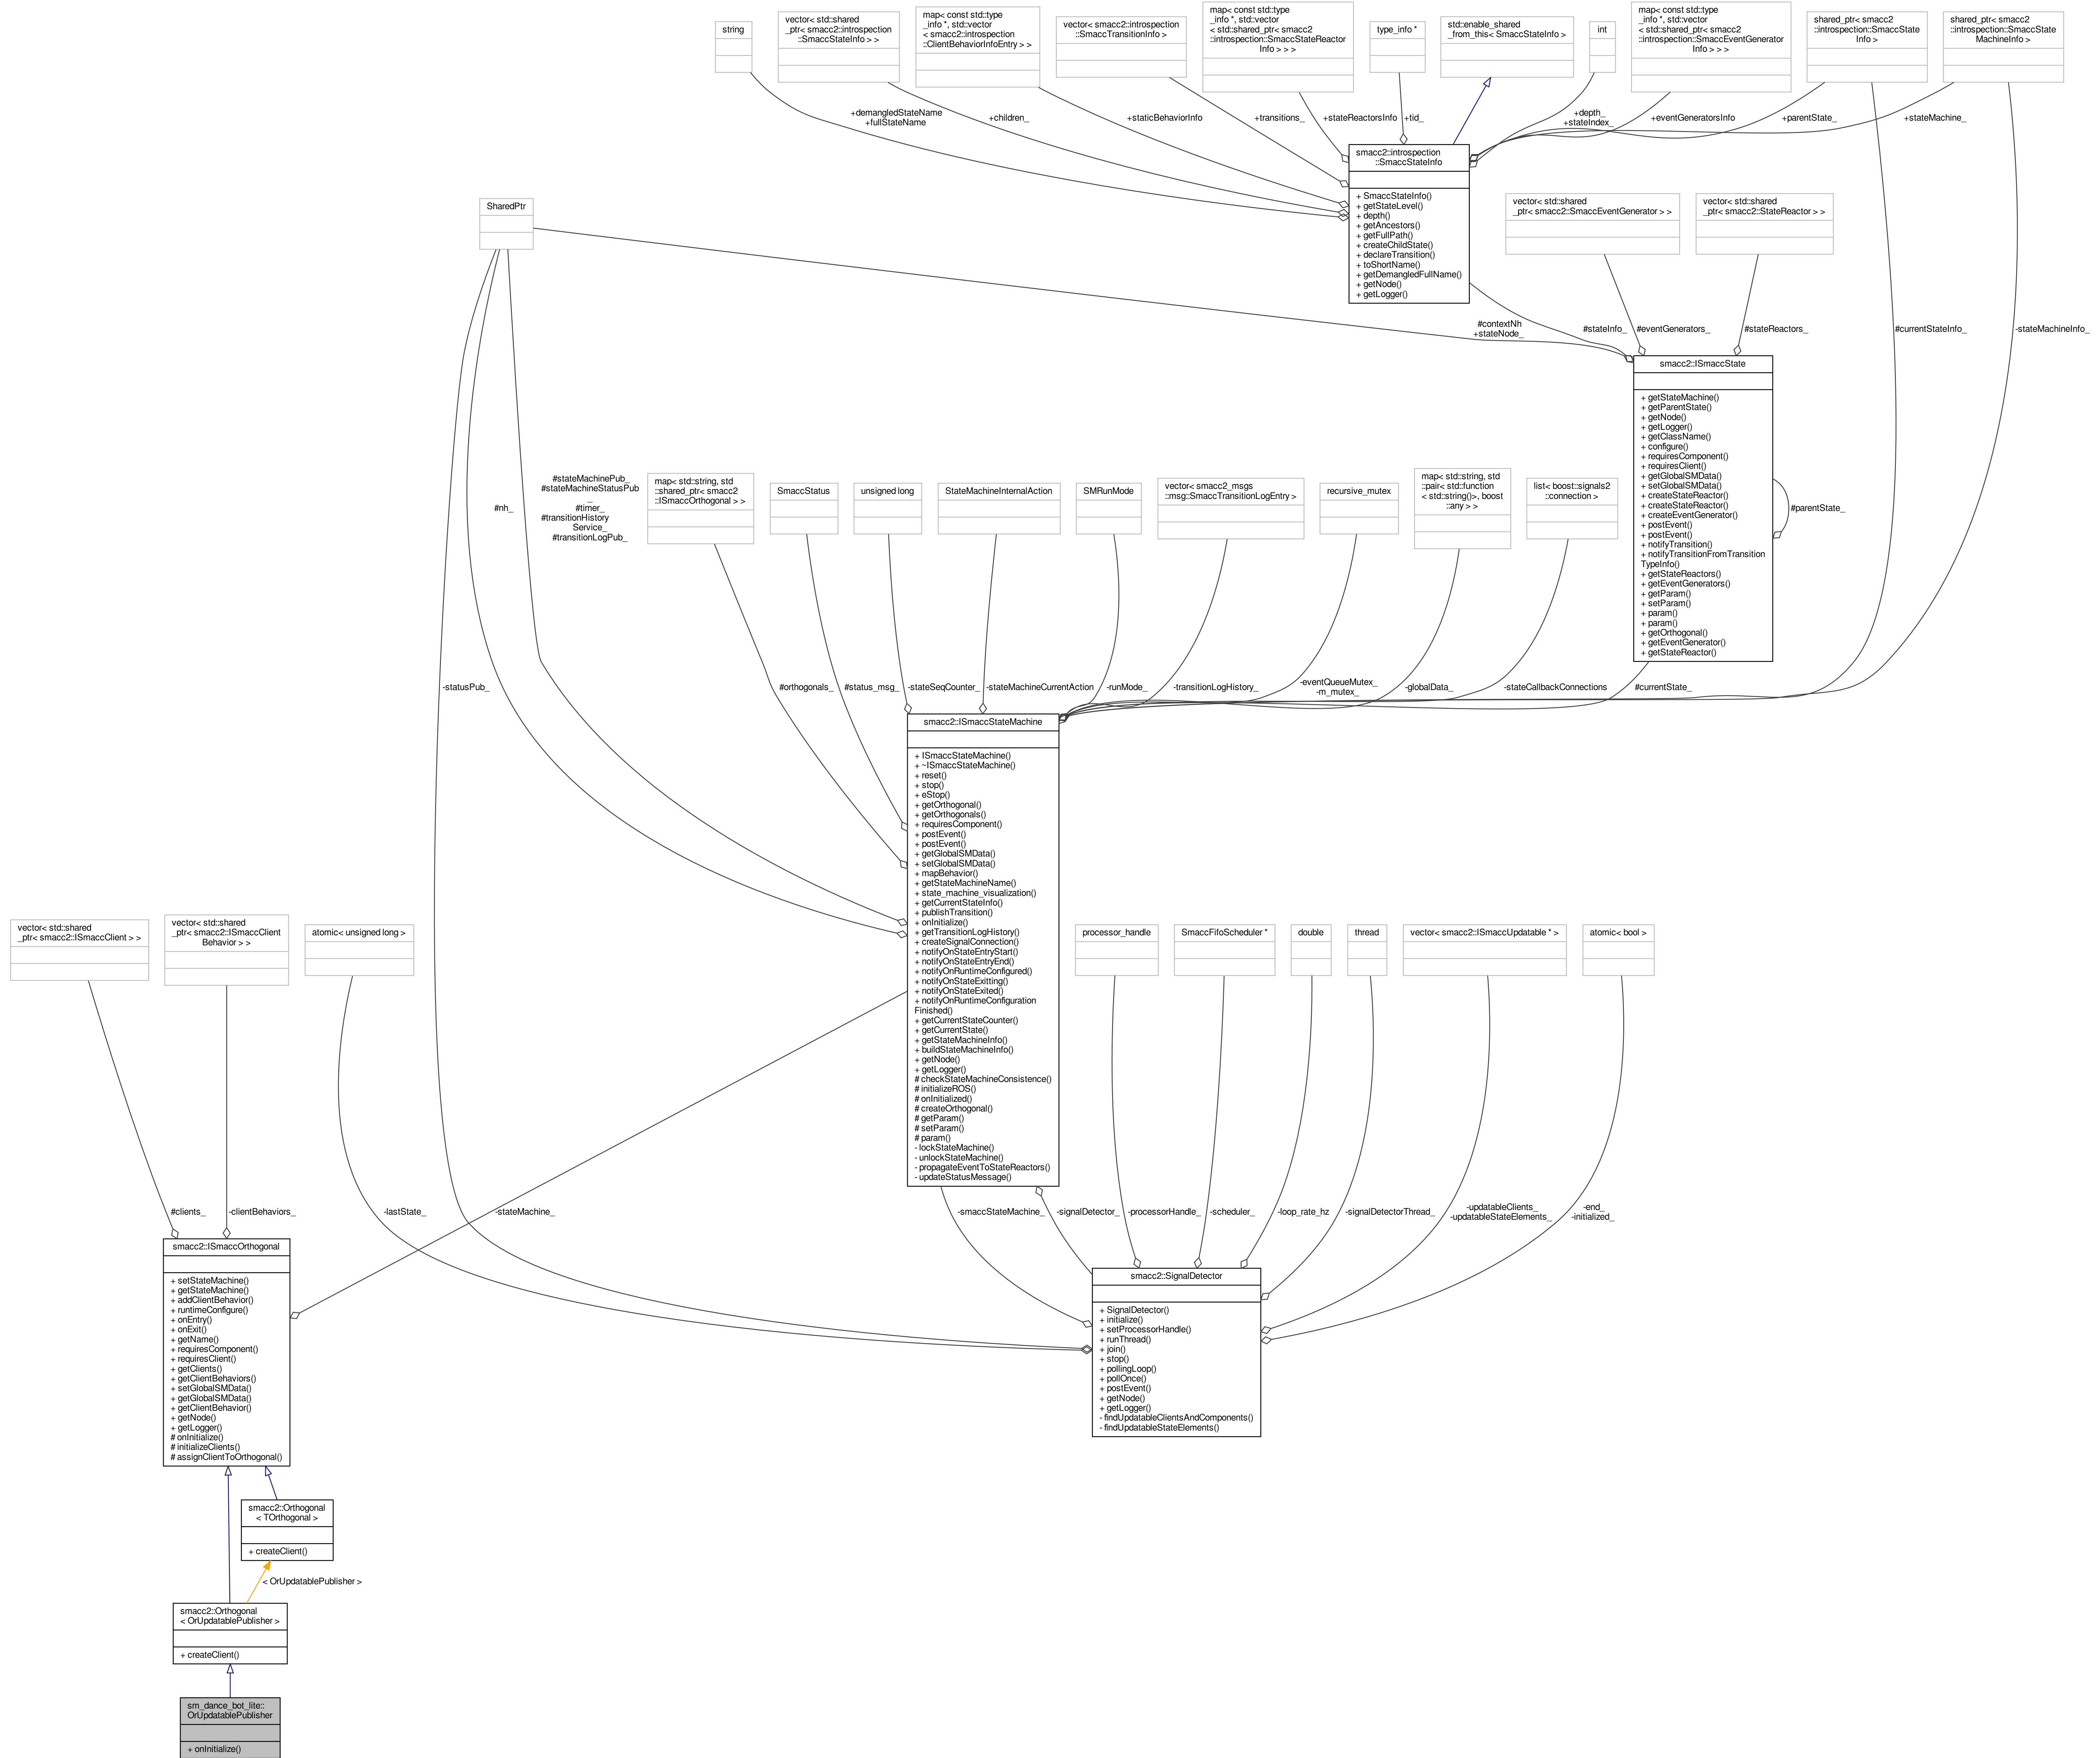 string
vector< std::shared
_ptr< smacc2::introspection
::SmaccStateInfo > >
map< const std::type
_info *, std::vector
< smacc2::introspection
::ClientBehaviorInfoEntry > >
vector< smacc2::introspection
::SmaccTransitionInfo >
map< const std::type
_info *, std::vector
< std::shared_ptr< smacc2
::introspection::SmaccStateReactor
Info > > >
type_info *
std::enable_shared
_from_this< SmaccStateInfo >
int
map< const std::type
_info *, std::vector
< std::shared_ptr< smacc2
::introspection::SmaccEventGenerator
Info > > >
shared_ptr< smacc2
::introspection::SmaccState
Info >
shared_ptr< smacc2
::introspection::SmaccState
MachineInfo >
+demangledStateName
+fullStateName
+children_
+staticBehaviorInfo
+transitions_
+stateReactorsInfo
+tid_
+depth_
+stateIndex_
+eventGeneratorsInfo
+parentState_
+stateMachine_
smacc2::introspection
::SmaccStateInfo
+ SmaccStateInfo()
+ getStateLevel()
+ depth()
+ getAncestors()
+ getFullPath()
+ createChildState()
+ declareTransition()
+ toShortName()
+ getDemangledFullName()
+ getNode()
+ getLogger()
SharedPtr
vector< std::shared
_ptr< smacc2::SmaccEventGenerator > >
vector< std::shared
_ptr< smacc2::StateReactor > >
#contextNh
+stateNode_
#stateInfo_
#eventGenerators_
#stateReactors_
#currentStateInfo_
-stateMachineInfo_
smacc2::ISmaccState
+ getStateMachine()
+ getParentState()
+ getNode()
+ getLogger()
+ getClassName()
+ configure()
+ requiresComponent()
+ requiresClient()
+ getGlobalSMData()
+ setGlobalSMData()
+ createStateReactor()
+ createStateReactor()
+ createEventGenerator()
+ postEvent()
+ postEvent()
+ notifyTransition()
+ notifyTransitionFromTransition
TypeInfo()
+ getStateReactors()
+ getEventGenerators()
+ getParam()
+ setParam()
+ param()
+ param()
+ getOrthogonal()
+ getEventGenerator()
+ getStateReactor()
#parentState_
#nh_
#stateMachinePub_
#stateMachineStatusPub
_
#timer_
#transitionHistory
Service_
#transitionLogPub_
map< std::string, std
::shared_ptr< smacc2
::ISmaccOrthogonal > >
SmaccStatus
unsigned long
StateMachineInternalAction
SMRunMode
vector< smacc2_msgs
::msg::SmaccTransitionLogEntry >
recursive_mutex
map< std::string, std
::pair< std::function
< std::string()>, boost
::any > >
list< boost::signals2
::connection >
-statusPub_
#orthogonals_
#status_msg_
-stateSeqCounter_
-stateMachineCurrentAction
-runMode_
-transitionLogHistory_
-eventQueueMutex_
-m_mutex_
-globalData_
-stateCallbackConnections
#currentState_
smacc2::ISmaccStateMachine
+ ISmaccStateMachine()
+ ~ISmaccStateMachine()
+ reset()
+ stop()
+ eStop()
+ getOrthogonal()
+ getOrthogonals()
+ requiresComponent()
+ postEvent()
+ postEvent()
+ getGlobalSMData()
+ setGlobalSMData()
+ mapBehavior()
+ getStateMachineName()
+ state_machine_visualization()
+ getCurrentStateInfo()
+ publishTransition()
+ onInitialize()
+ getTransitionLogHistory()
+ createSignalConnection()
+ notifyOnStateEntryStart()
+ notifyOnStateEntryEnd()
+ notifyOnRuntimeConfigured()
+ notifyOnStateExitting()
+ notifyOnStateExited()
+ notifyOnRuntimeConfiguration
Finished()
+ getCurrentStateCounter()
+ getCurrentState()
+ getStateMachineInfo()
+ buildStateMachineInfo()
+ getNode()
+ getLogger()
# checkStateMachineConsistence()
# initializeROS()
# onInitialized()
# createOrthogonal()
# getParam()
# setParam()
# param()
- lockStateMachine()
- unlockStateMachine()
- propagateEventToStateReactors()
- updateStatusMessage()
vector< std::shared
_ptr< smacc2::ISmaccClient > >
vector< std::shared
_ptr< smacc2::ISmaccClient
Behavior > >
atomic< unsigned long >
processor_handle
SmaccFifoScheduler *
double
thread
vector< smacc2::ISmaccUpdatable * >
atomic< bool >
#clients_
-clientBehaviors_
-lastState_
-stateMachine_
-smaccStateMachine_
-signalDetector_
-processorHandle_
-scheduler_
-loop_rate_hz
-signalDetectorThread_
-updatableClients_
-updatableStateElements_
-end_
-initialized_
smacc2::ISmaccOrthogonal
+ setStateMachine()
+ getStateMachine()
+ addClientBehavior()
+ runtimeConfigure()
+ onEntry()
+ onExit()
+ getName()
+ requiresComponent()
+ requiresClient()
+ getClients()
+ getClientBehaviors()
+ setGlobalSMData()
+ getGlobalSMData()
+ getClientBehavior()
+ getNode()
+ getLogger()
# onInitialize()
# initializeClients()
# assignClientToOrthogonal()
smacc2::SignalDetector
+ SignalDetector()
+ initialize()
+ setProcessorHandle()
+ runThread()
+ join()
+ stop()
+ pollingLoop()
+ pollOnce()
+ postEvent()
+ getNode()
+ getLogger()
- findUpdatableClientsAndComponents()
- findUpdatableStateElements()
smacc2::Orthogonal
< TOrthogonal >
+ createClient()
< OrUpdatablePublisher >
smacc2::Orthogonal
< OrUpdatablePublisher >
+ createClient()
sm_dance_bot_lite::
OrUpdatablePublisher
+ onInitialize()